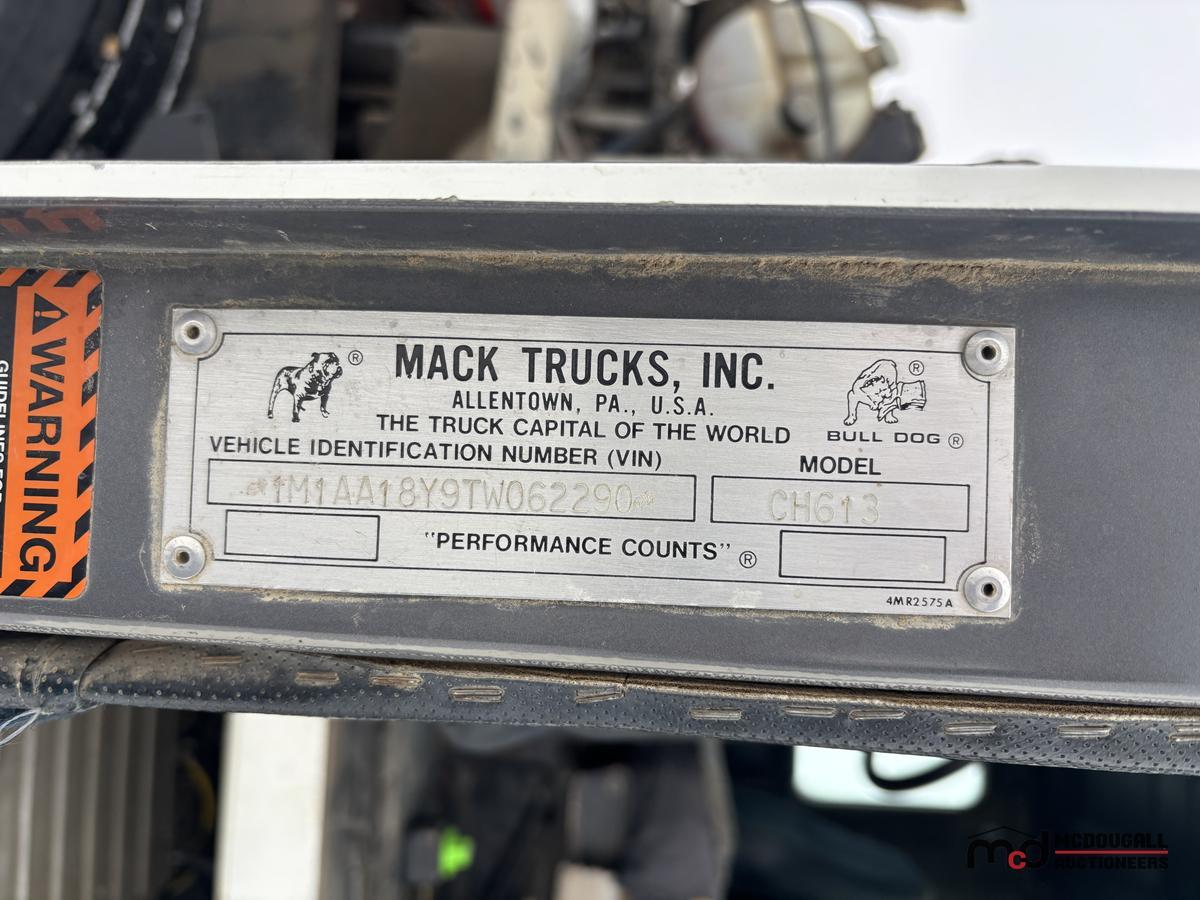 MACK TRUCKS, INC.
ALLENTOWN, PA., U.S.A.
THE TRUCK CAPITAL OF THE WORLD
BULL DOG ®
VEHICLE IDENTIFICATION NUMBER (VIN)
MODEL
1M1AA18Y9TW062290
CH613
"PERFORMANCE COUNTS" ®
4MR2575A
WARNING
mcd MCDOUGALL
AUCTIONEERS